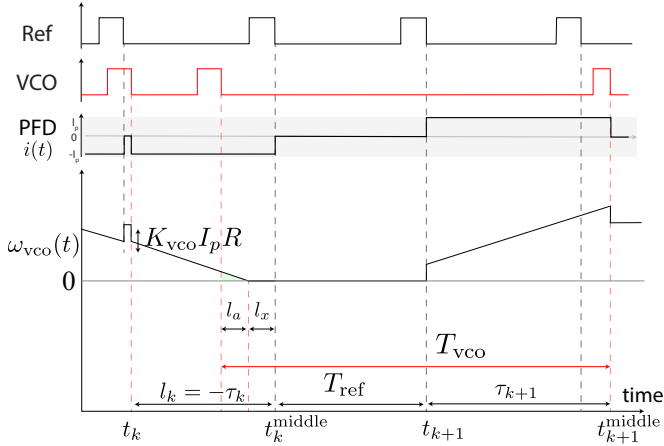 Ref
VCO
PFD
i(t)
I_p
0
-I_p
ω_vco(t)
K_vco I_p R
0
l_a l_x
T_vco
l_k = −τ_k T_ref τ_{k+1} time
t_k t_k^middle t_{k+1} t_{k+1}^middle